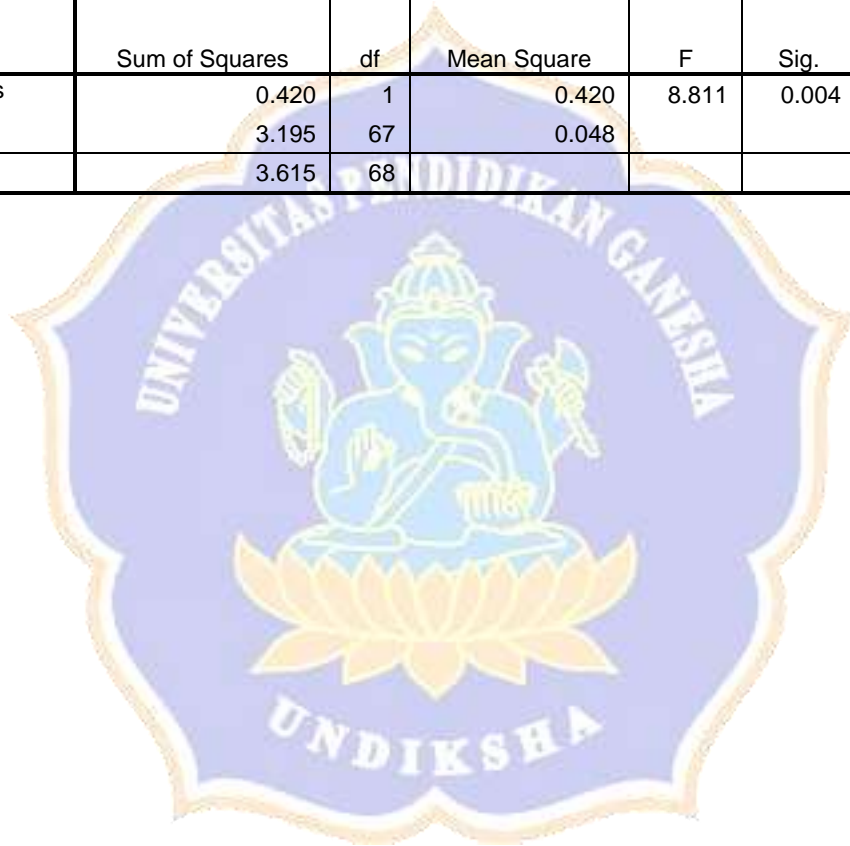 Sum of Squares df Mean Square F Sig.
s 0.420 1 0.420 8.811 0.004
3.195 67 0.048
3.615 68
UNIVERSITAS PENDIDIKAN GANESHA
UNDIKSHA